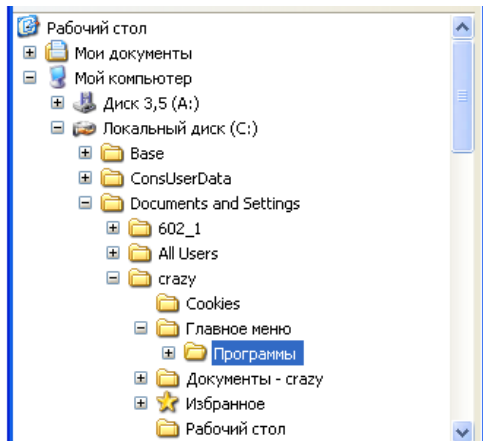 Рабочий стол
Мои документы
Мой компьютер
Диск 3,5 (A:)
Локальный диск (C:)
Base
ConsUserData
Documents and Settings
602_1
All Users
crazy
Cookies
Главное меню
Программы
Документы - crazy
Избранное
Рабочий стол